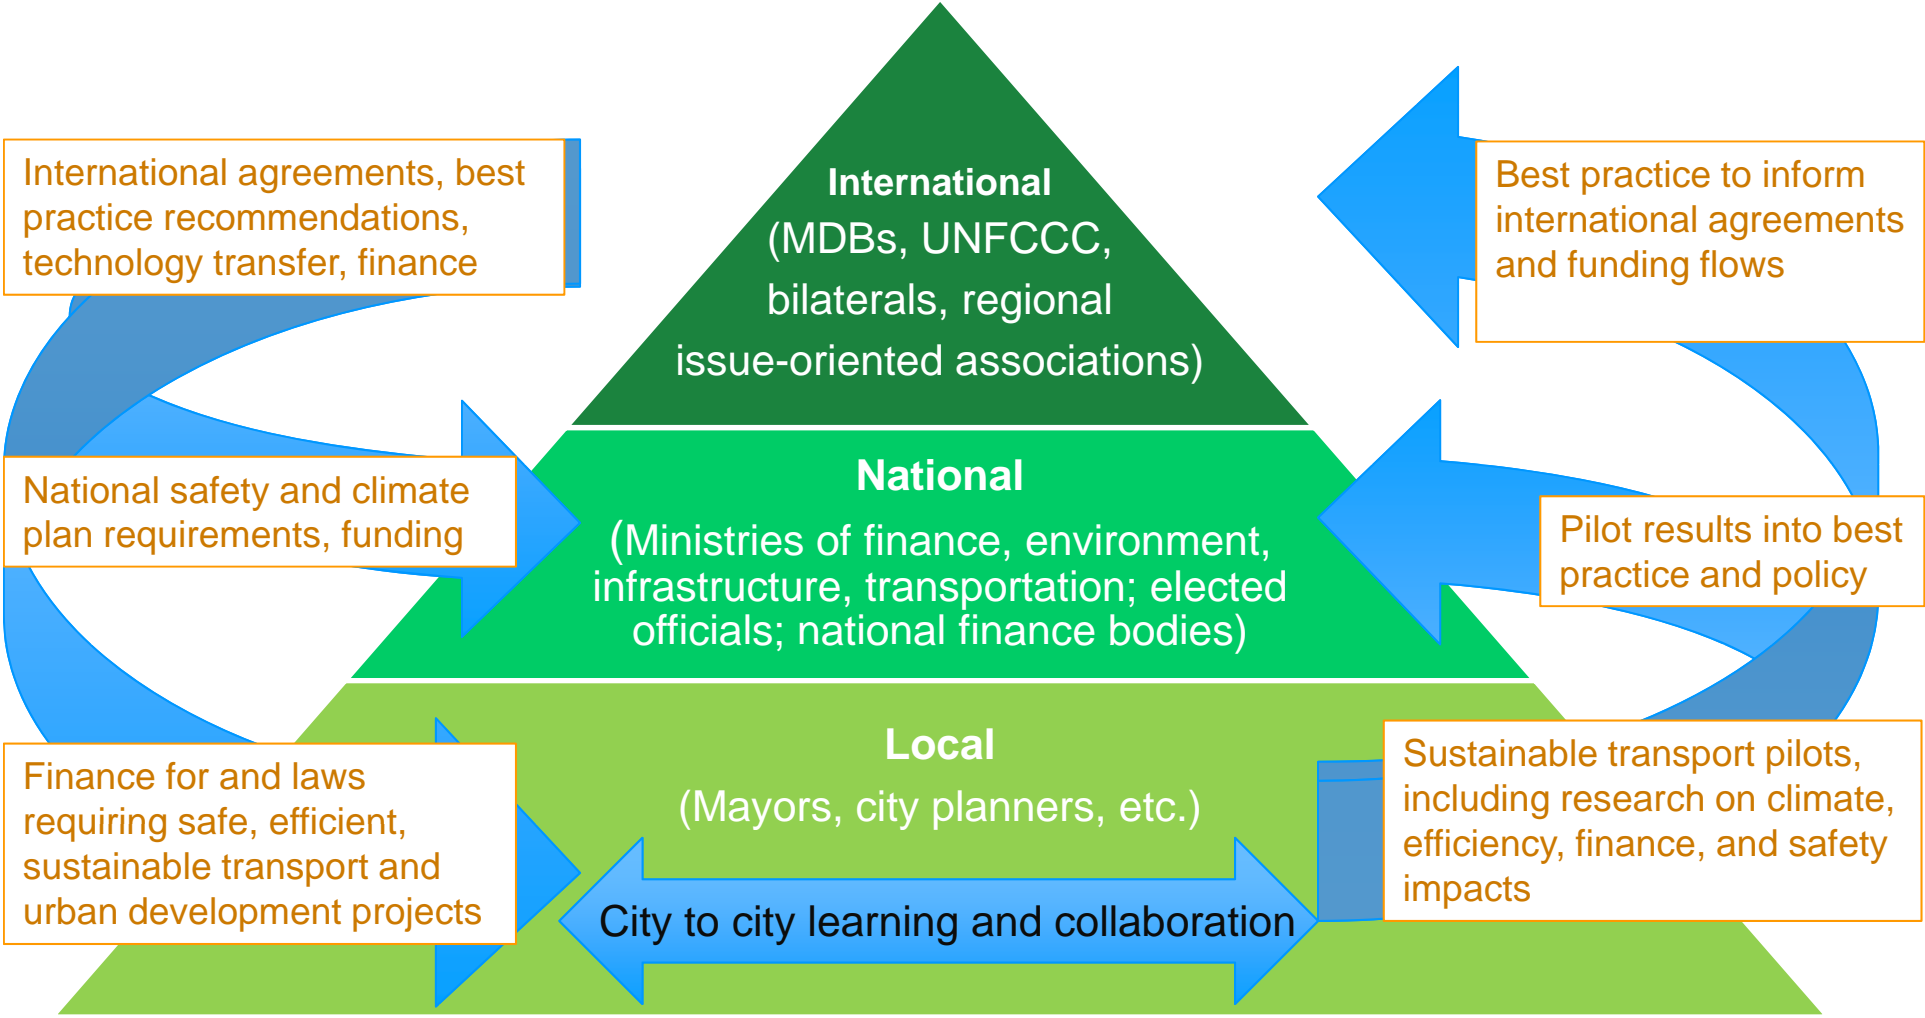 International
(MDBs, UNFCCC,
bilaterals, regional
issue-oriented associations)
International agreements, best
practice recommendations,
technology transfer, finance
Best practice to inform
international agreements
and funding flows
National
(Ministries of finance, environment,
infrastructure, transportation; elected
officials; national finance bodies)
National safety and climate
plan requirements, funding
Pilot results into best
practice and policy
Local
(Mayors, city planners, etc.)
Finance for and laws
requiring safe, efficient,
sustainable transport and
urban development projects
City to city learning and collaboration
Sustainable transport pilots,
including research on climate,
efficiency, finance, and safety
impacts